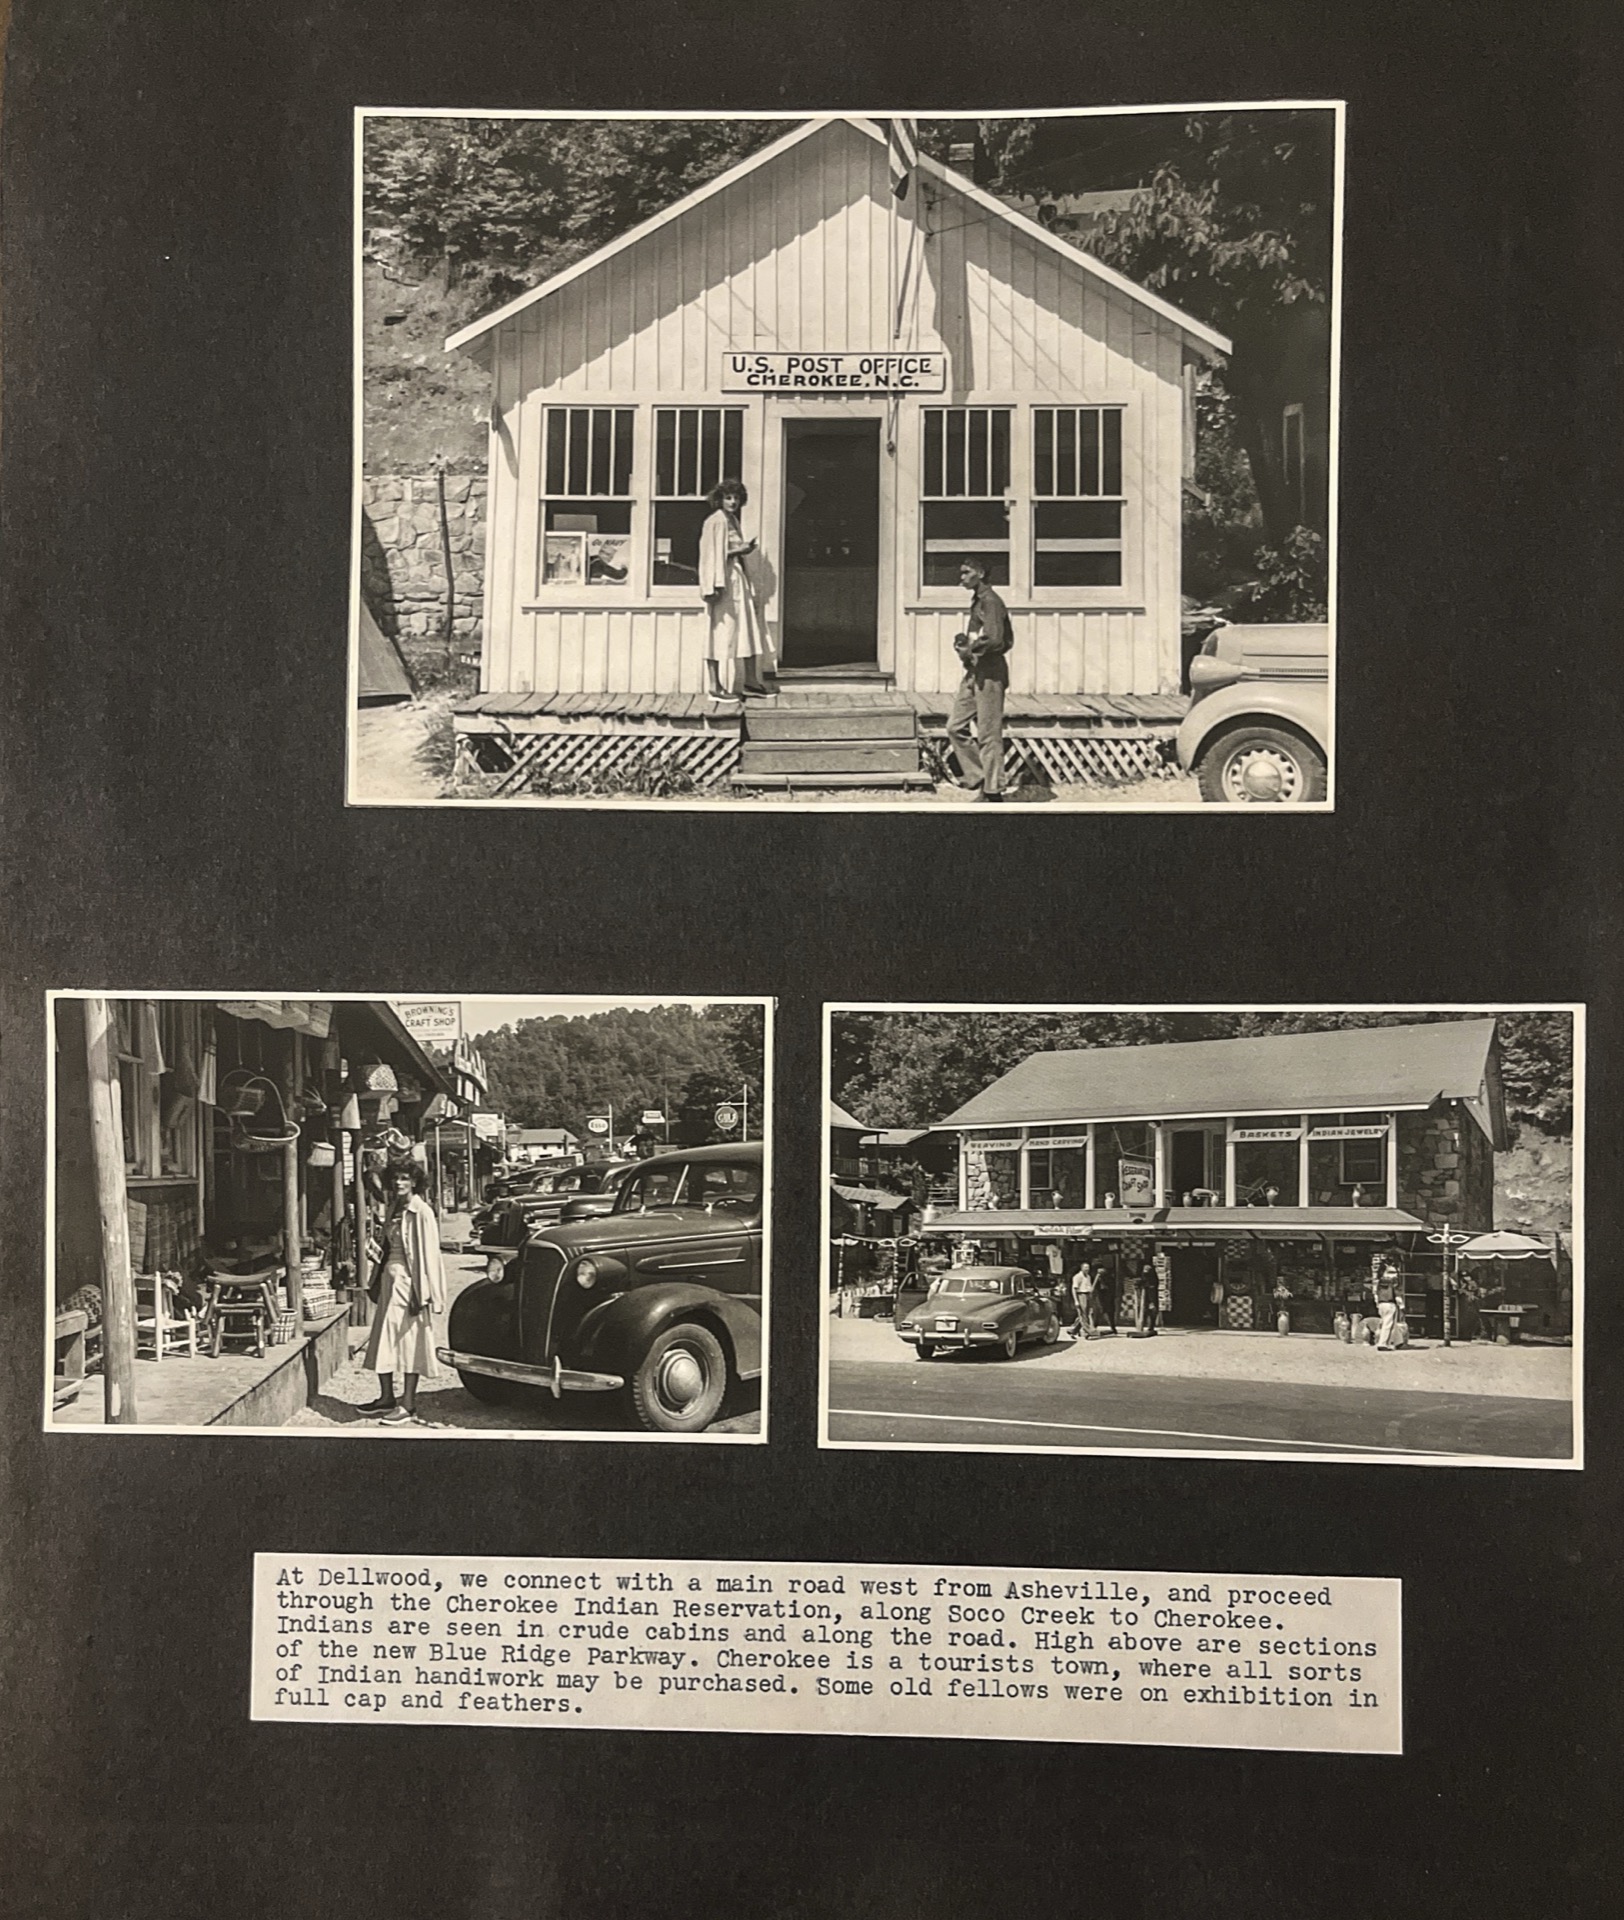 U.S. POST OFFICE
CHEROKEE, N.C.
GO NAVY
BROWNING'S
CRAFT SHOP
ESSO
GULF
WEAVING
HAND CARVING
BASKETS
INDIAN JEWELRY
RESERVATION
CRAFT SHOP
At Dellwood, we connect with a main road west from Asheville, and proceed
through the Cherokee Indian Reservation, along Soco Creek to Cherokee.
Indians are seen in crude cabins and along the road. High above are sections
of the new Blue Ridge Parkway. Cherokee is a tourists town, where all sorts
of Indian handiwork may be purchased. Some old fellows were on exhibition in
full cap and feathers.